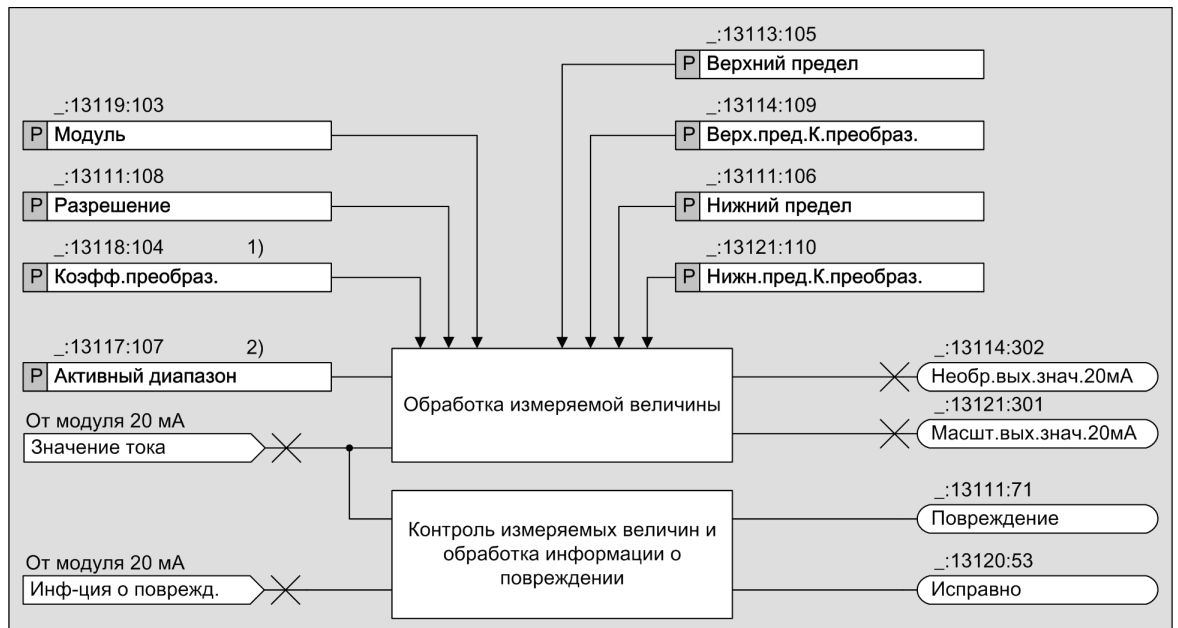 _:13113:105
P Верхний предел
_:13119:103
P Модуль
_:13114:109
P Верх.пред.К.преобраз.
_:13111:108
P Разрешение
_:13111:106
P Нижний предел
_:13118:104 1)
P Коэфф.преобраз.
_:13121:110
P Нижн.пред.К.преобраз.
_:13117:107 2)
P Активный диапазон
Обработка измеряемой величины
_:13114:302
Необр.вых.знач.20мА
От модуля 20 мА
Значение тока
_:13121:301
Масшт.вых.знач.20мА
Контроль измеряемых величин и
обработка информации о
повреждении
_:13111:71
Повреждение
От модуля 20 мА
Инф-ция о поврежд.
_:13120:53
Исправно